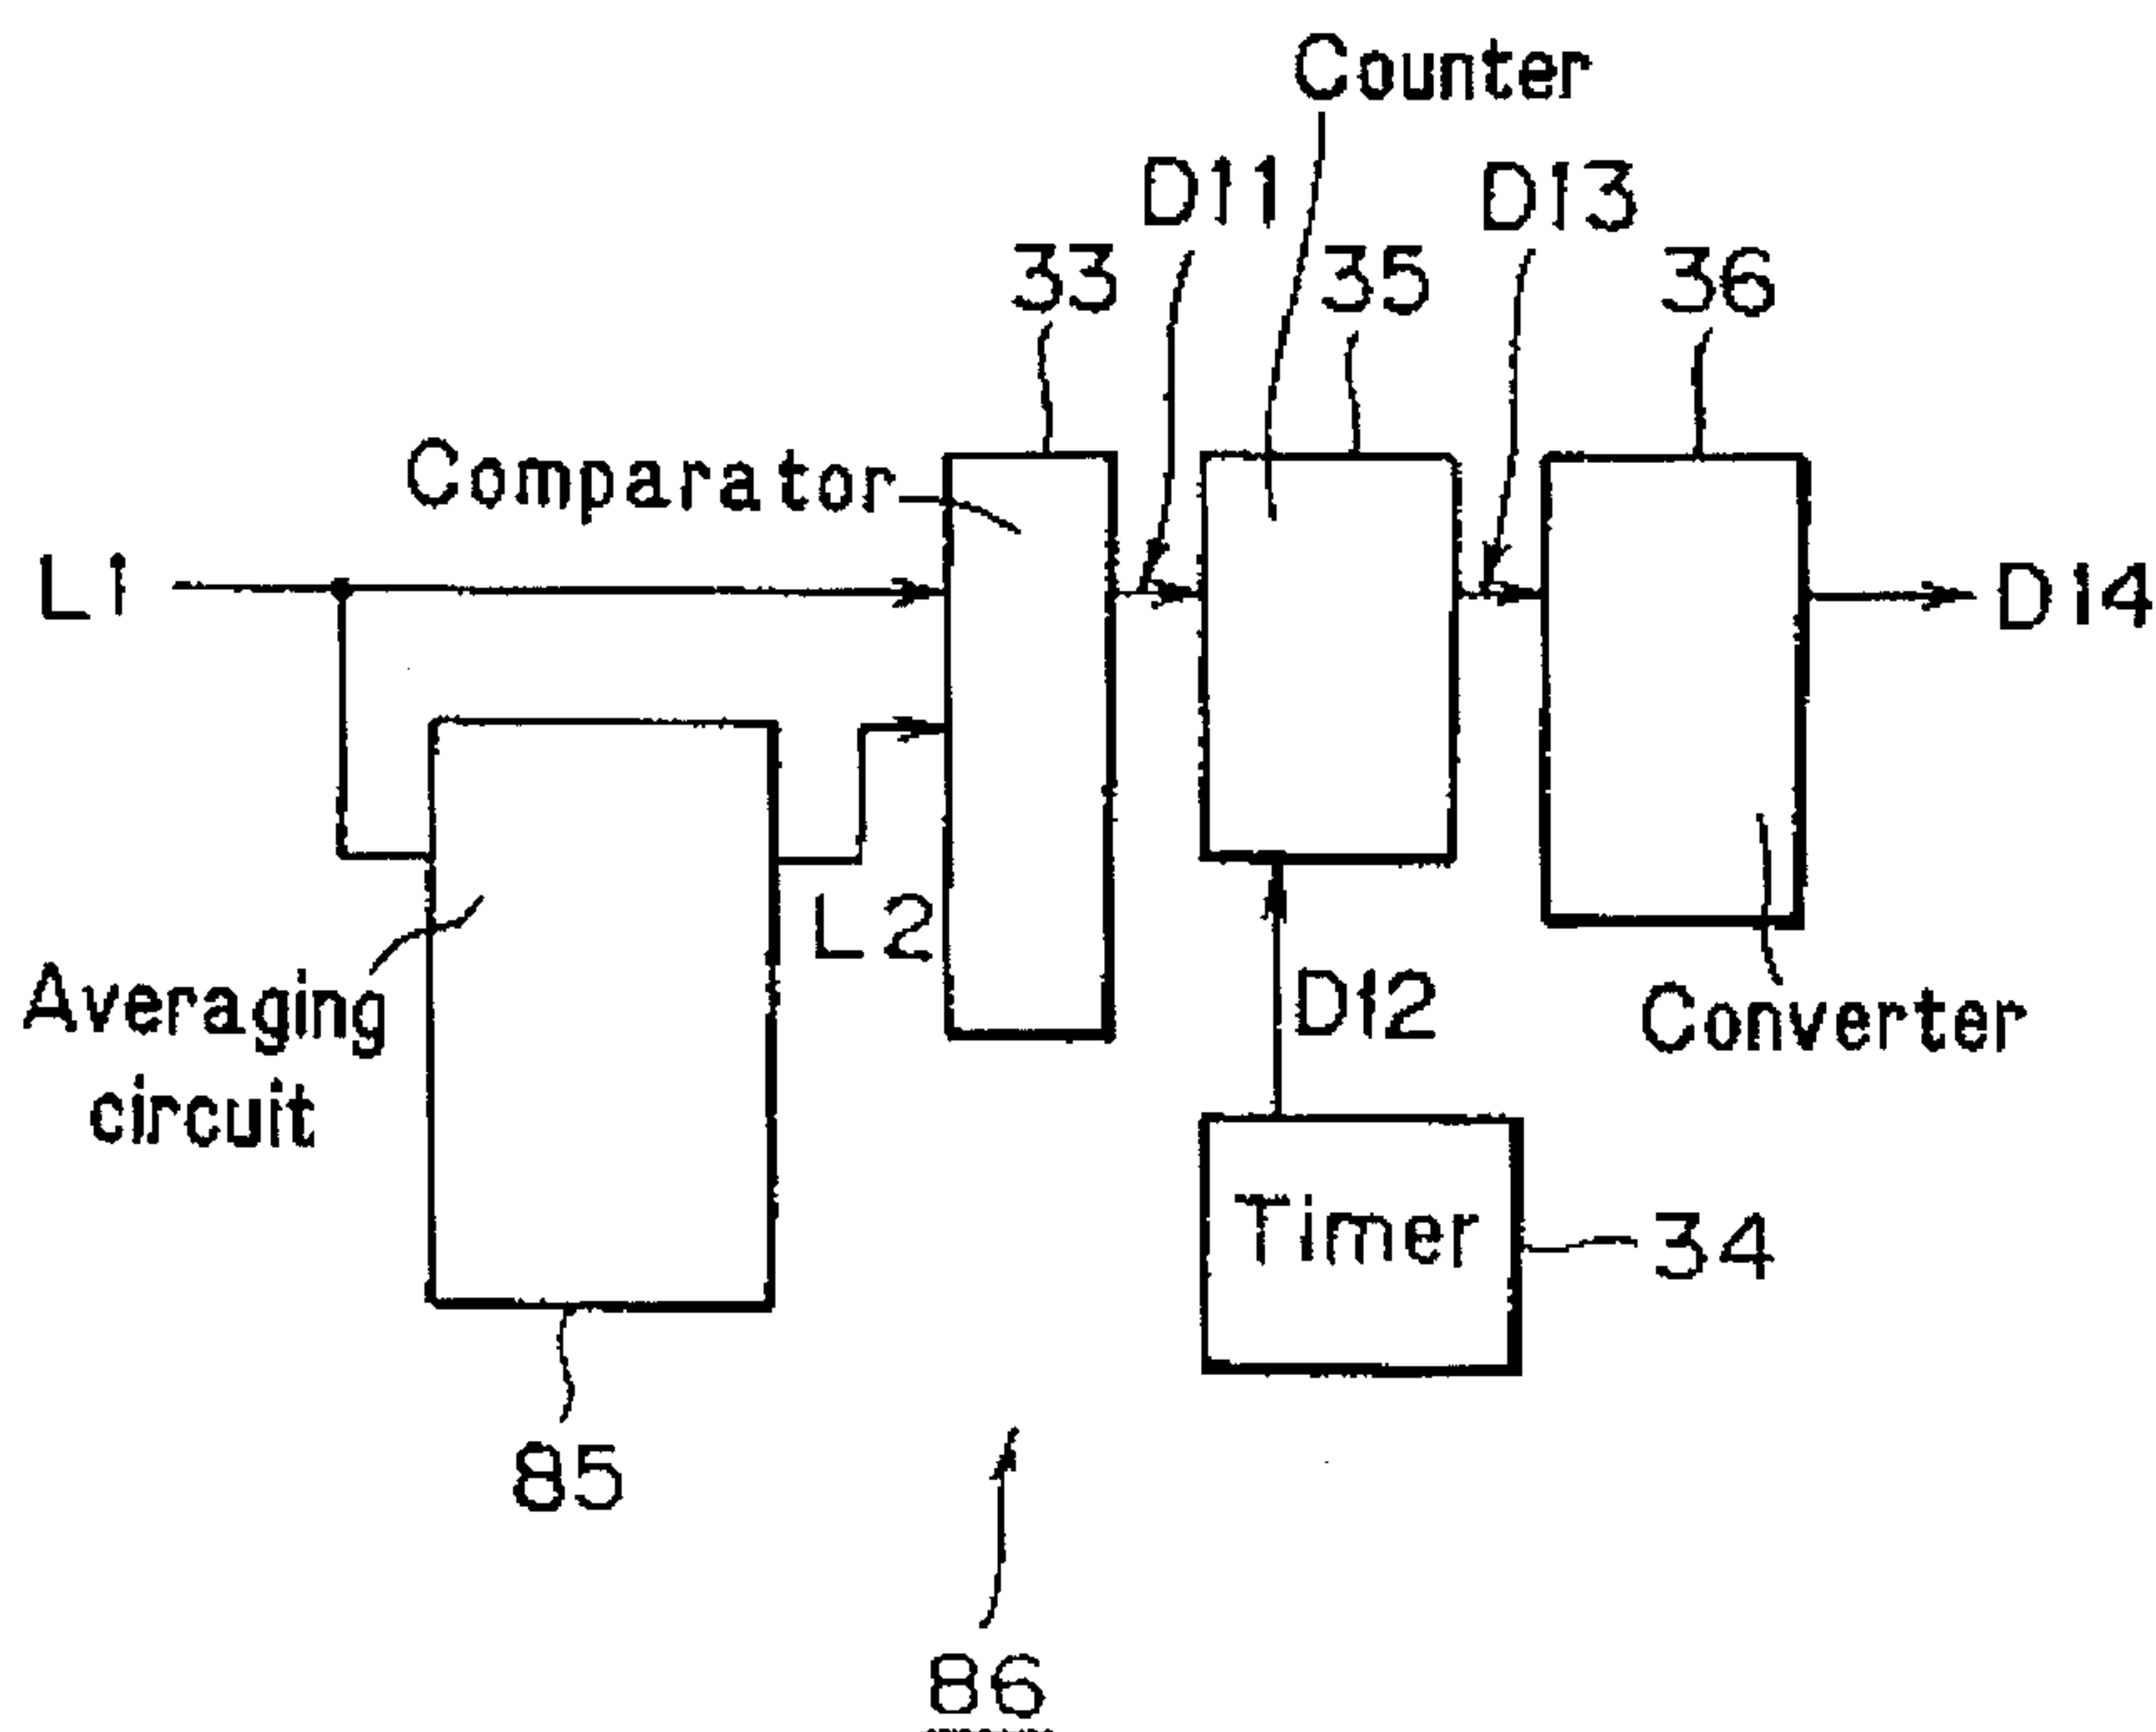 Counter
D11
D13
33
35
36
Comparator
L1
D14
L2
Averaging
circuit
D12
Converter
Timer
34
85
86